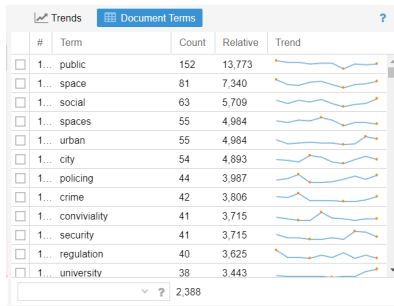 Trends Document Terms ?
# Term Count Relative Trend
1... public 152 13,773
1... space 81 7,340
1... social 63 5,709
1... spaces 55 4,984
1... urban 55 4,984
1... city 54 4,893
1... policing 44 3,987
1... crime 42 3,806
1... conviviality 41 3,715
1... security 41 3,715
1... regulation 40 3,625
1... university 38 3,443
? 2,388